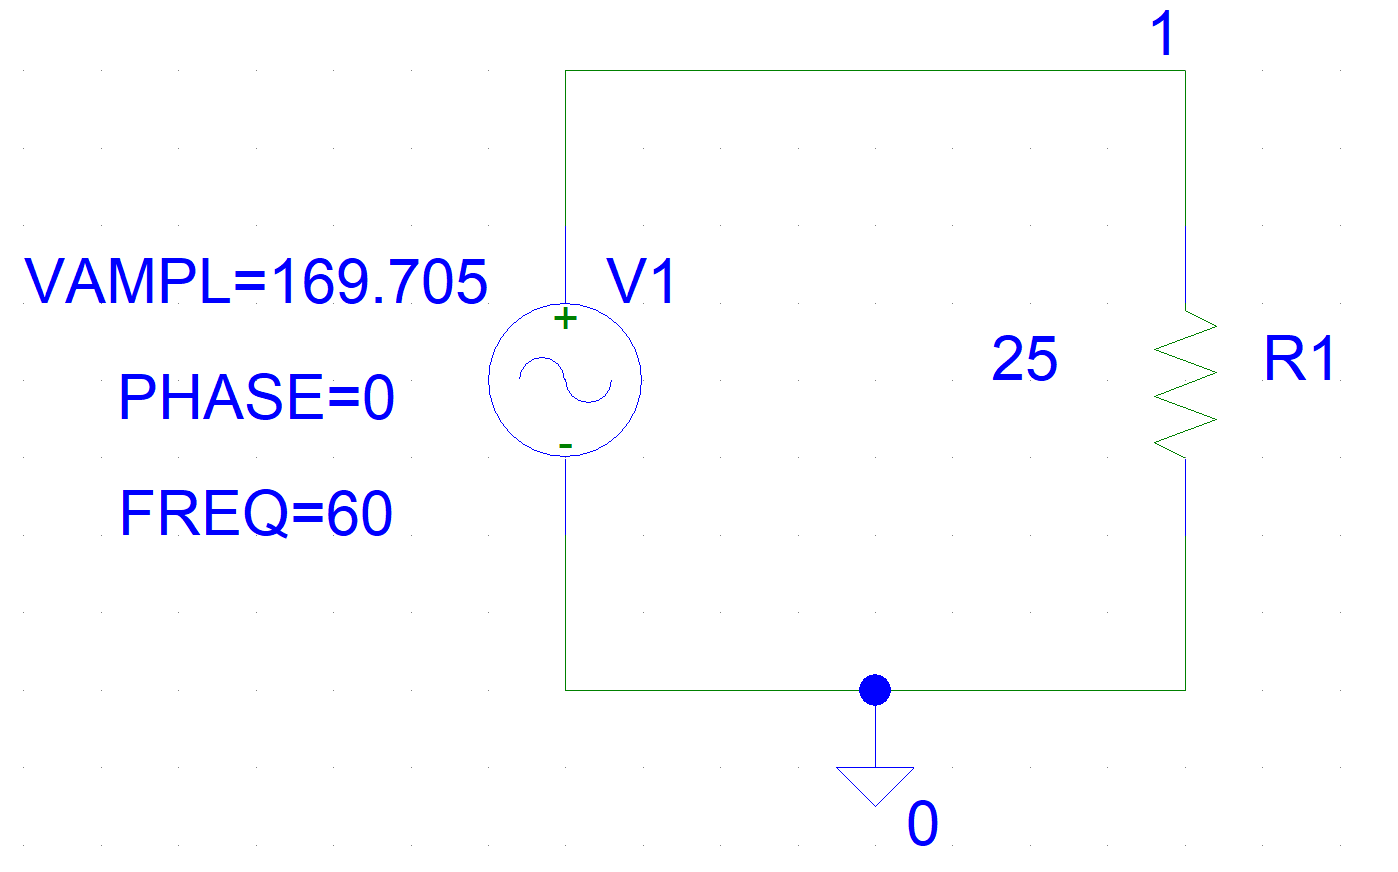 1
VAMPL=169.705
V1
+
PHASE=0
25
R1
-
FREQ=60
0